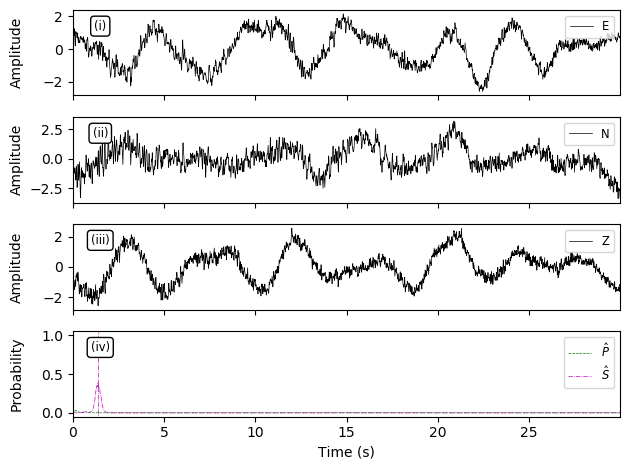 Amplitude
2
0
−2
(i)
E
Amplitude
2.5
0.0
−2.5
(ii)
N
Amplitude
2
0
−2
(iii)
Z
Probability
1.0
0.5
0.0
(iv)
P̂
Ŝ
0 5 10 15 20 25
Time (s)